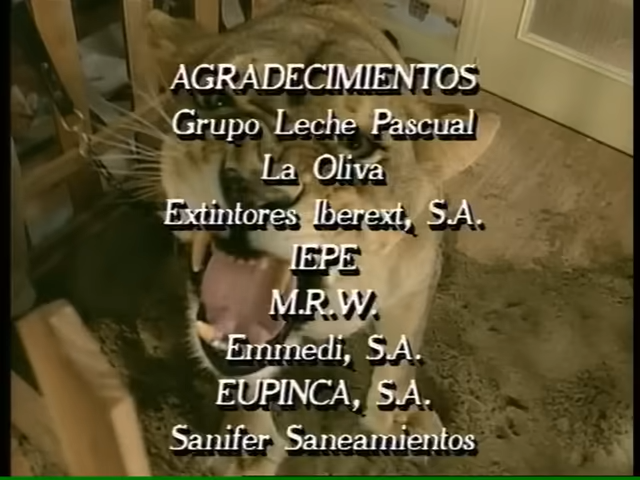 AGRADECIMIENTOS
Grupo Leche Pascual
La Oliva
Extintores Iberext, S.A.
IEPE
M.R.W.
Emmedi, S.A.
EUPINCA, S.A.
Sanifer Saneamientos